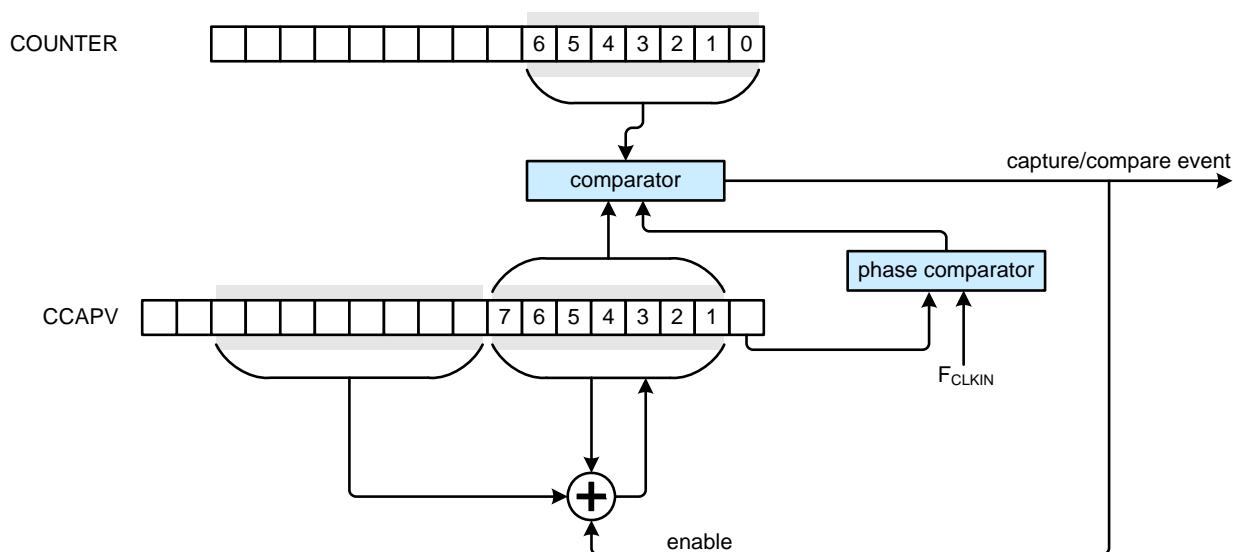 COUNTER 6 5 4 3 2 1 0
comparator
capture/compare event
phase comparator
CCAPV 7 6 5 4 3 2 1
FCLKIN
+
enable